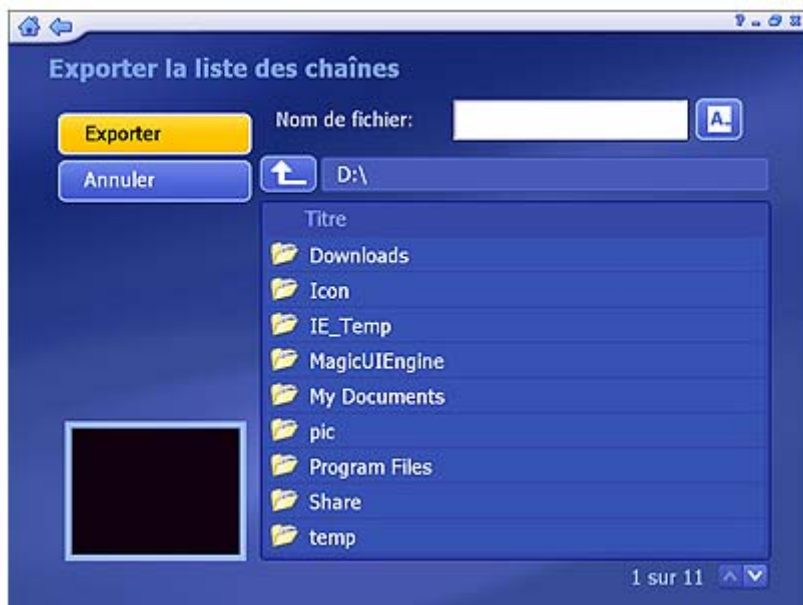 Exporter la liste des chaînes
Exporter
Annuler
Nom de fichier:
A
D:\
Titre
Downloads
Icon
IE_Temp
MagicUIEngine
My Documents
pic
Program Files
Share
temp
1 sur 11